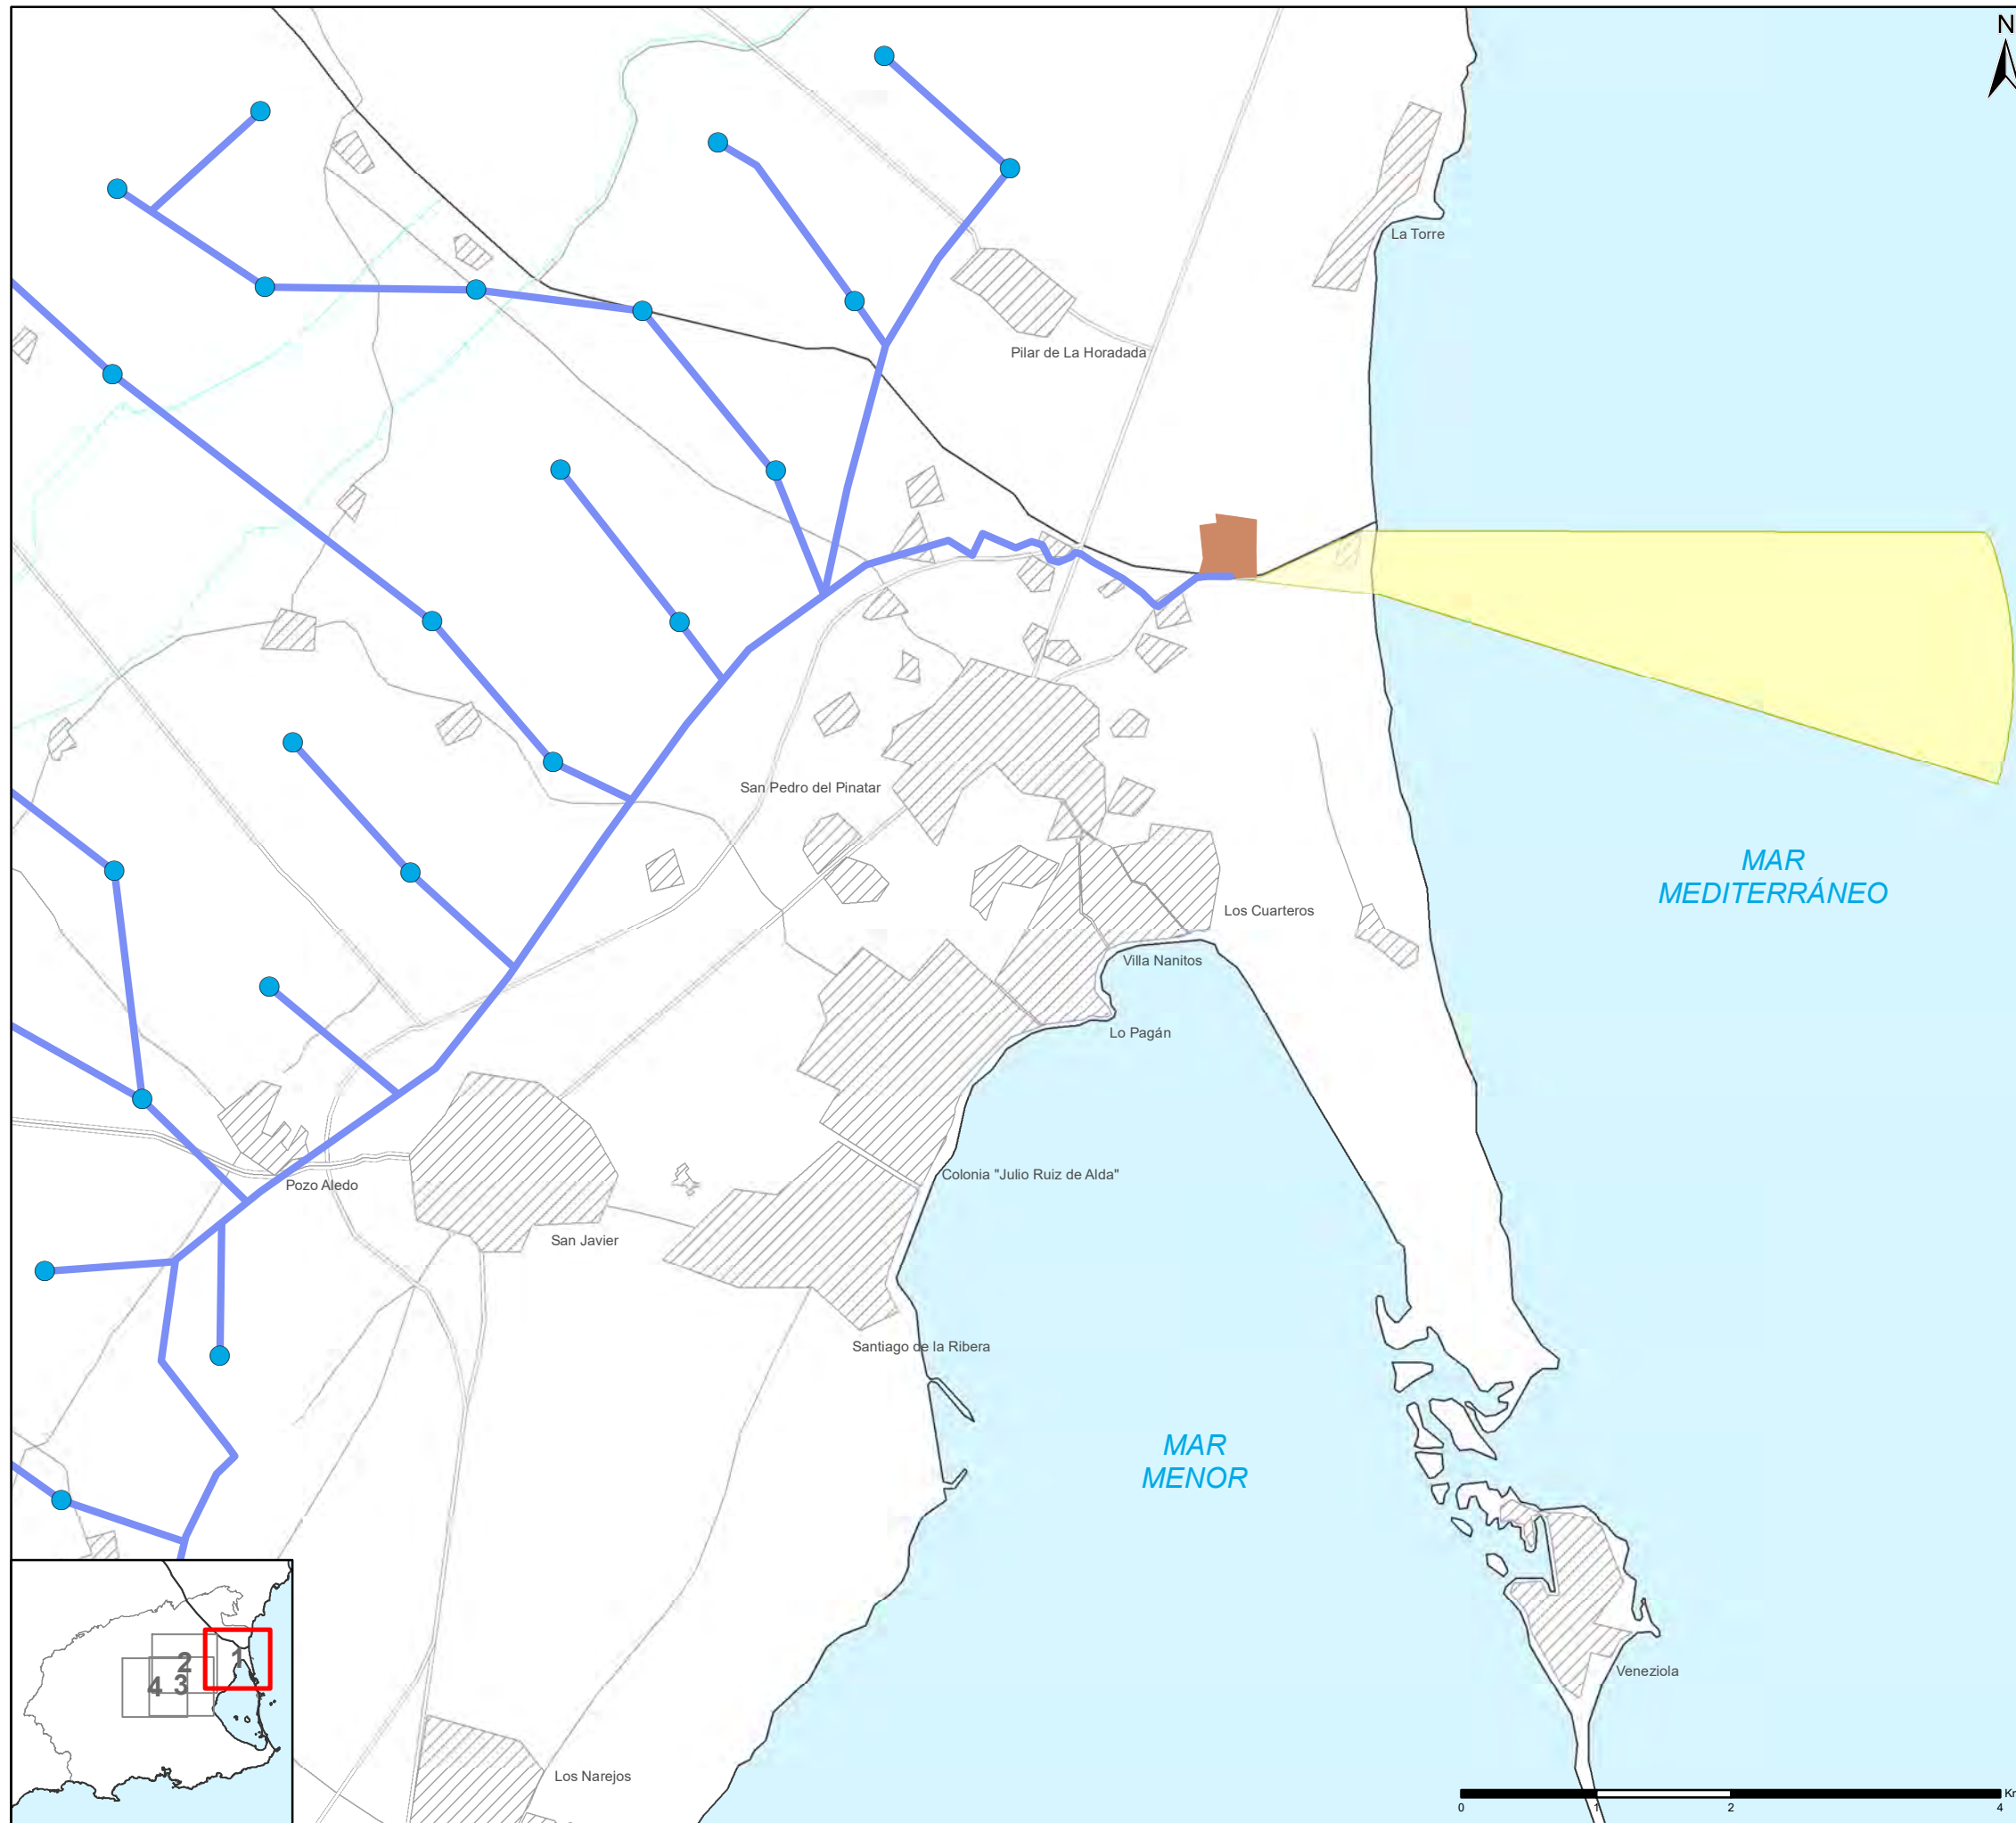 N
La Torre
Pilar de La Horadada
San Pedro del Pinatar
MAR
MEDITERRÁNEO
Los Cuarteros
Villa Nanitos
Lo Pagán
Colonia "Julio Ruiz de Alda"
Pozo Aledo
San Javier
Santiago de la Ribera
MAR
MENOR
Veneziola
Los Narejos
1
2
3
4
0 1 2 4